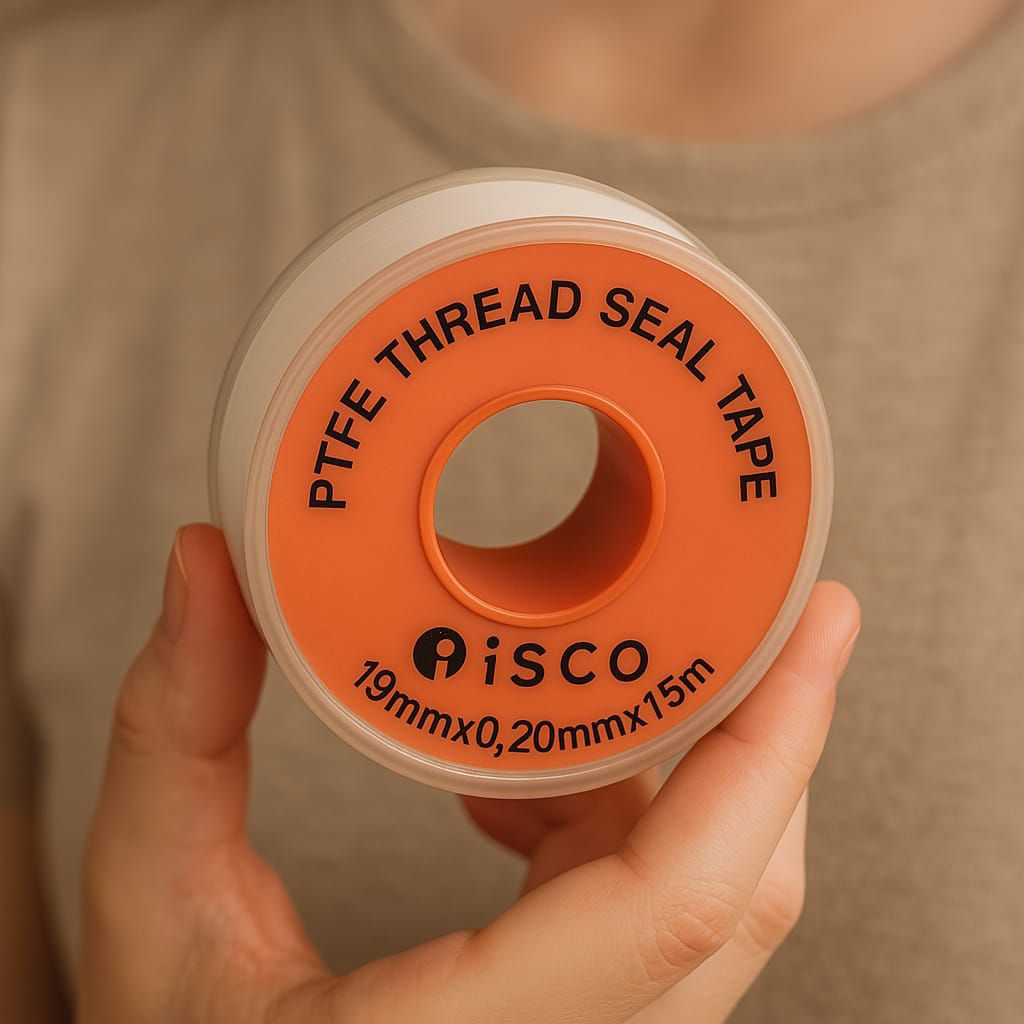 PTFE THREAD SEAL TAPE
iSCO
19mmx0,20mmx15m